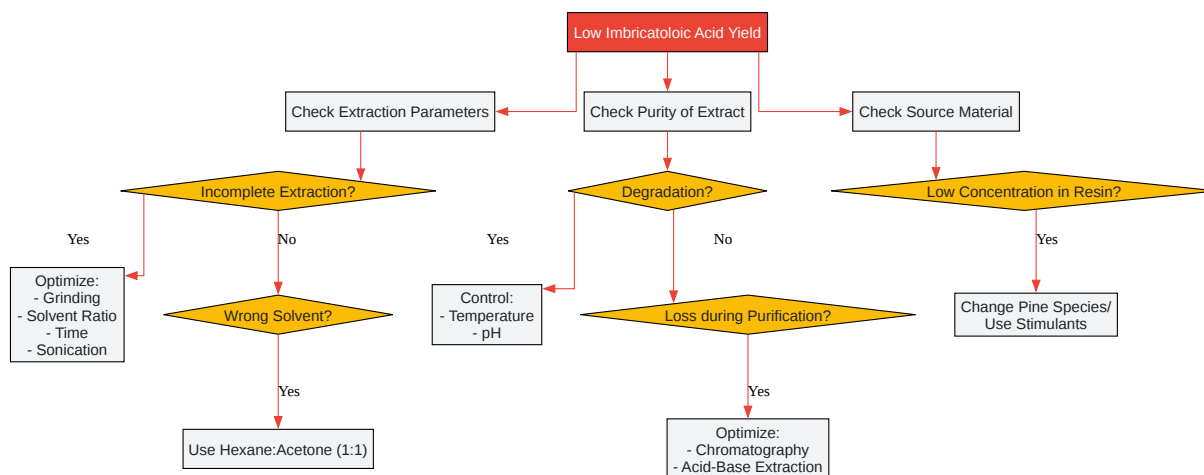 Low Imbricatoloic Acid Yield
Check Extraction Parameters
Check Purity of Extract
Check Source Material
Incomplete Extraction?
Degradation?
Low Concentration in Resin?
Yes
No
Yes
No
Yes
Optimize:
- Grinding
- Solvent Ratio
- Time
- Sonication
Wrong Solvent?
Control:
- Temperature
- pH
Loss during Purification?
Change Pine Species/
Use Stimulants
Yes
Yes
Use Hexane:Acetone (1:1)
Optimize:
- Chromatography
- Acid-Base Extraction